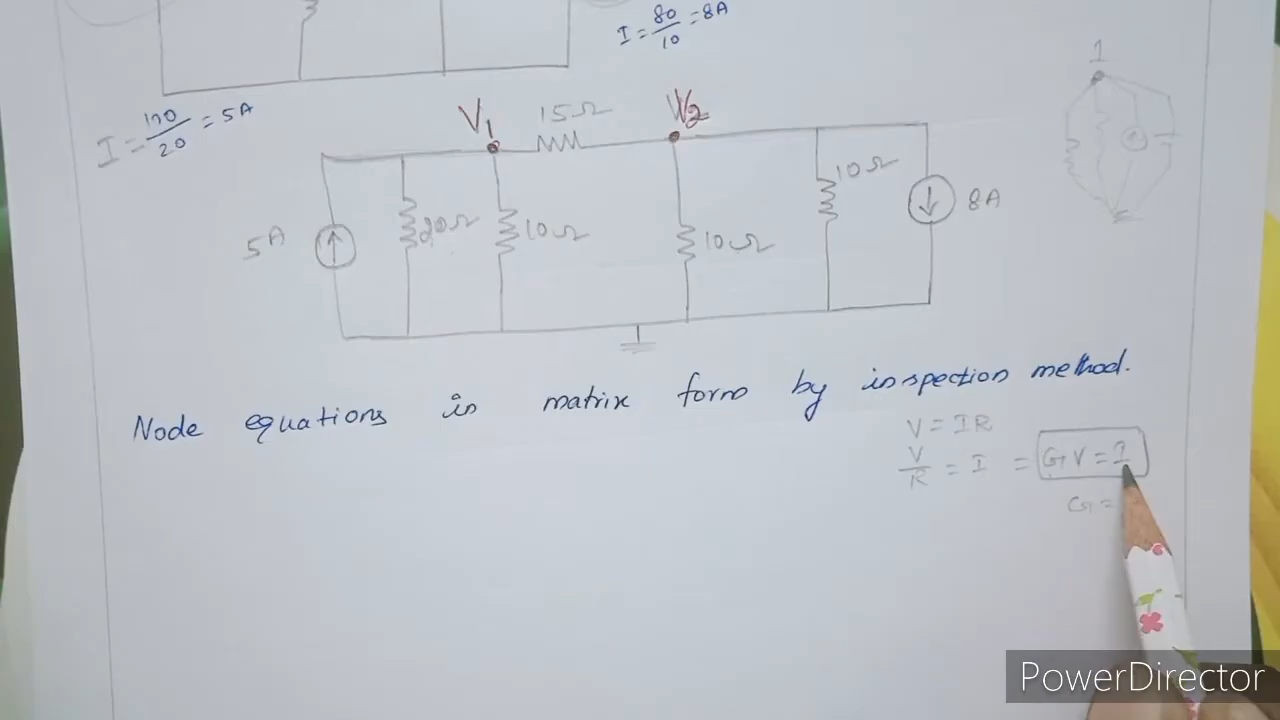 I = 80/10 = 8A
I = 100/20 = 5A
V1
15Ω
V2
1
5A
20Ω
10Ω
10Ω
10Ω
8A
Node equations in matrix form by inspection method.
V = IR
V/R = I = GV = I
G =
PowerDirector